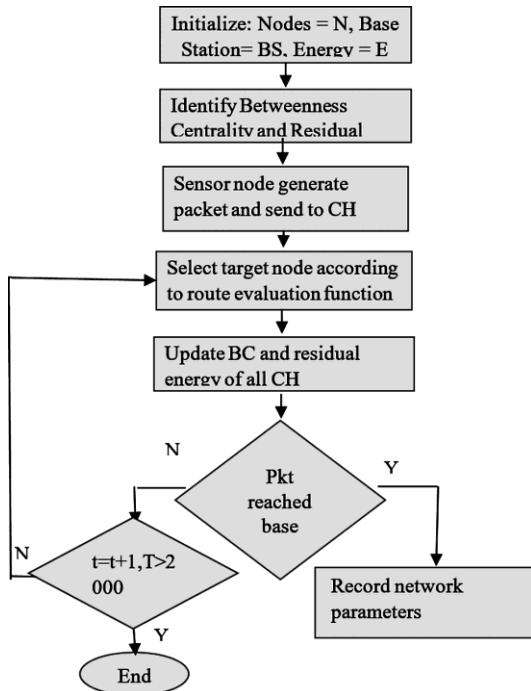 Initialize: Nodes = N, Base
Station= BS, Energy = E
Identify Betweenness
Centrality and Residual
Sensor node generate
packet and send to CH
Select target node according
to route evaluation function
Update BC and residual
energy of all CH
N
Y
Pkt
reached
base
N
t=t+1,T>2
000
Record network
parameters
Y
End